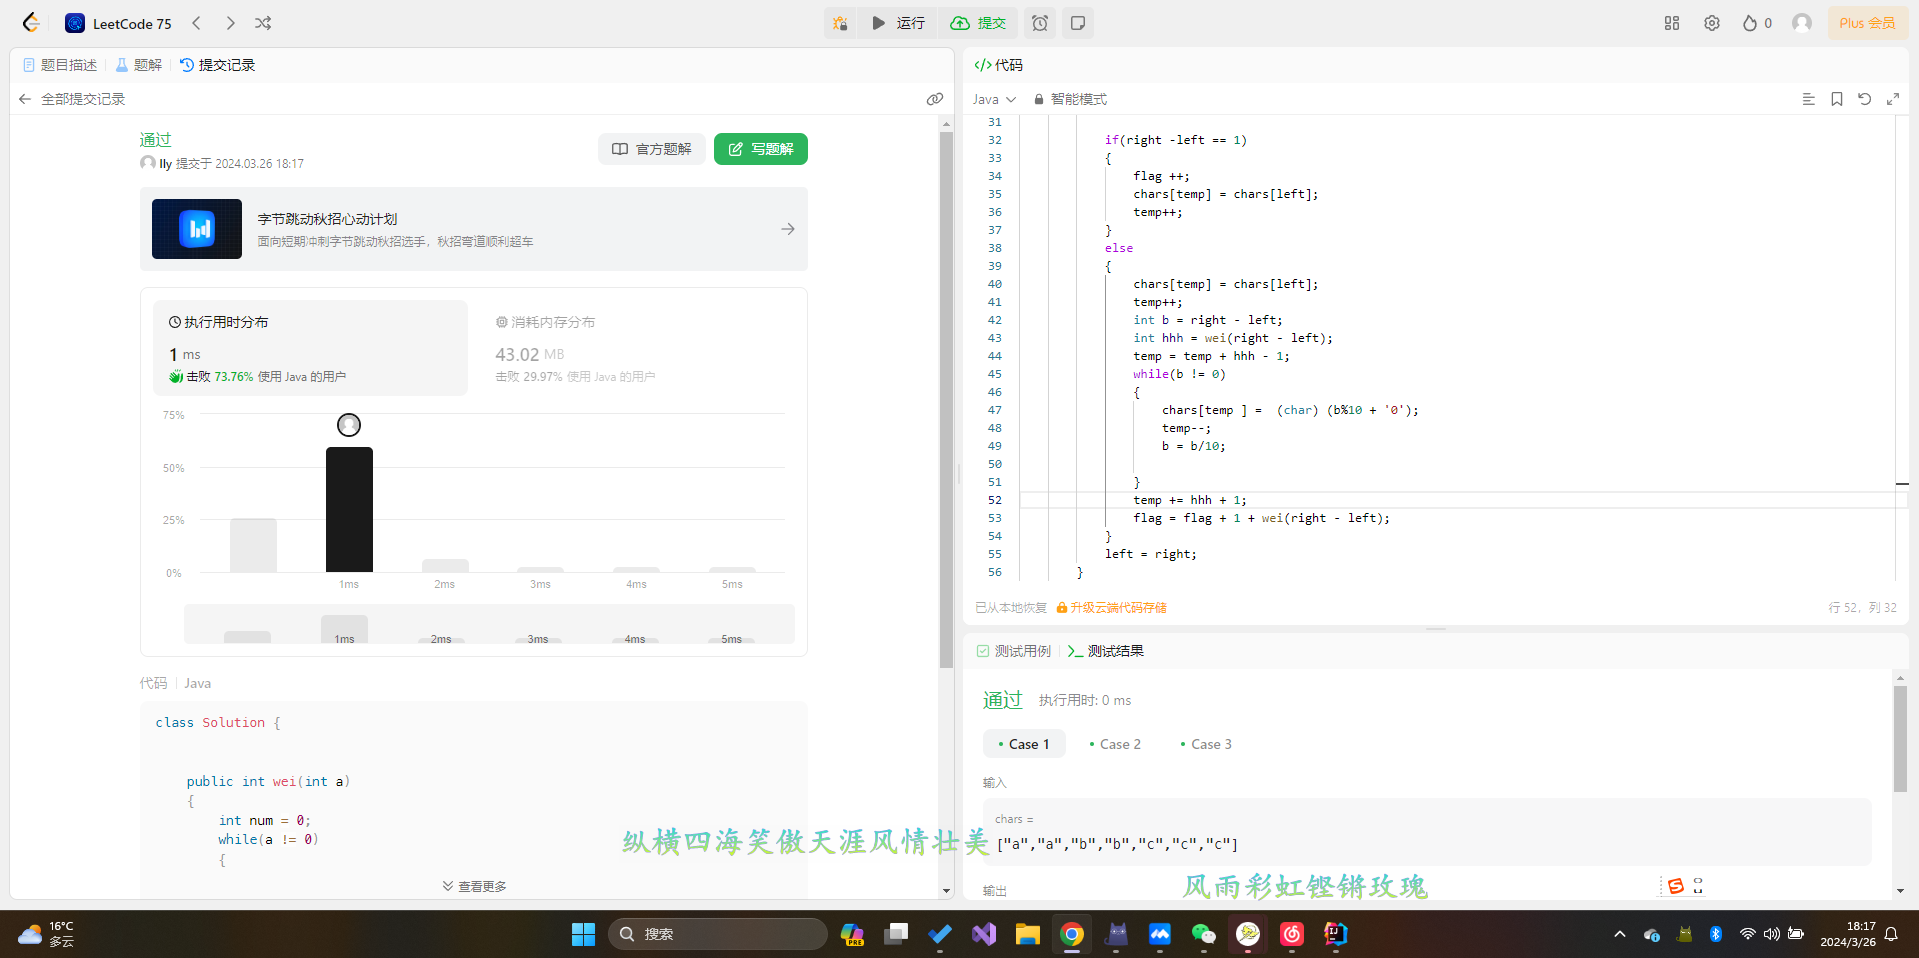 LeetCode 75
运行
提交
0
Plus 会员
题目描述
题解
提交记录
全部提交记录
通过
lly 提交于 2024.03.26 18:17
官方题解
写题解
字节跳动秋招心动计划
面向短期冲刺字节跳动秋招选手，秋招弯道顺利超车
执行用时分布
1 ms
击败 73.76% 使用 Java 的用户
消耗内存分布
43.02 MB
击败 29.97% 使用 Java 的用户
75%
50%
25%
0%
1ms 2ms 3ms 4ms 5ms
1ms 2ms 3ms 4ms 5ms
代码 Java
class Solution {
public int wei(int a)
{
int num = 0;
while(a != 0)
{
查看更多
代码
Java 智能模式
31
32 if(right -left == 1)
33 {
34 flag ++;
35 chars[temp] = chars[left];
36 temp++;
37 }
38 else
39 {
40 chars[temp] = chars[left];
41 temp++;
42 int b = right - left;
43 int hhh = wei(right - left);
44 temp = temp + hhh - 1;
45 while(b != 0)
46 {
47 chars[temp ] =  (char) (b%10 + '0');
48 temp--;
49 b = b/10;
50
51 }
52 temp += hhh + 1;
53 flag = flag + 1 + wei(right - left);
54 }
55 left = right;
56 }
已从本地恢复 升级云端代码存储
行 52，列 32
测试用例
测试结果
通过 执行用时: 0 ms
Case 1 Case 2 Case 3
输入
chars =
["a","a","b","b","c","c","c"]
输出
纵横四海笑傲天涯风情壮美
风雨彩虹铿锵玫瑰
16°C
多云
搜索
PRE
18:17
2024/3/26